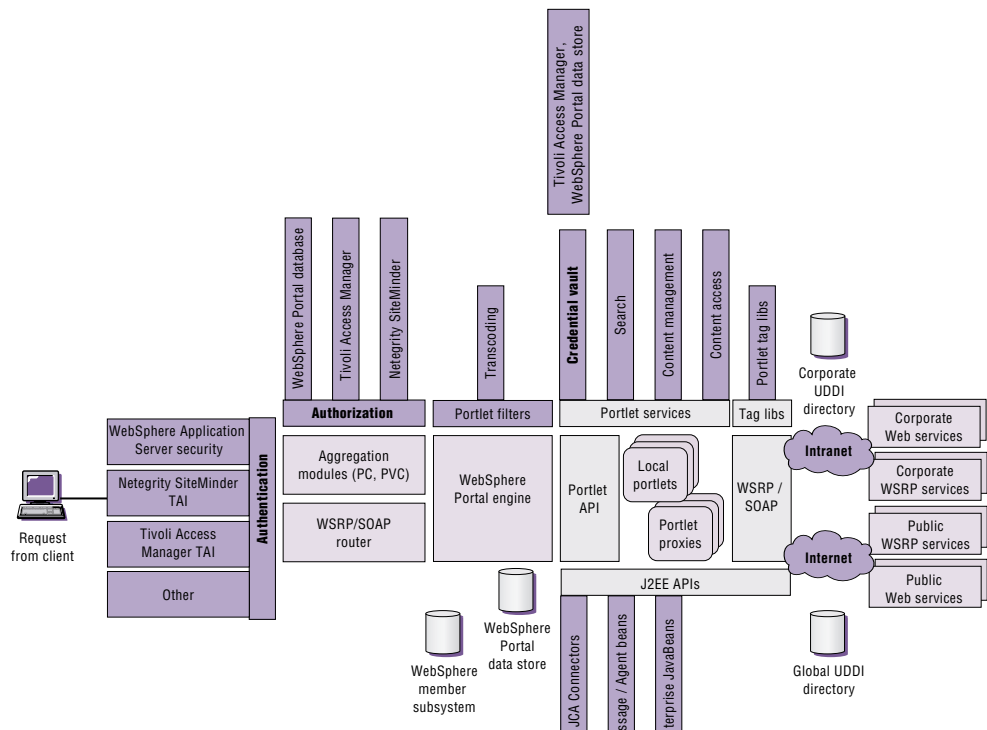 Tivoli Access Manager,
WebSphere Portal data store
WebSphere Portal database
Tivoli Access Manager
Netegrity SiteMinder
Transcoding
Credential vault
Search
Content management
Content access
Portlet tag libs
Corporate
UDDI
directory
Authorization
Portlet filters
Portlet services
Tag libs
WebSphere Application
Server security
Netegrity SiteMinder
TAI
Tivoli Access
Manager TAI
Other
Authentication
Request
from client
Aggregation
modules (PC, PVC)
WSRP/SOAP
router
WebSphere
Portal engine
Portlet
API
Local
portlets
Portlet
proxies
WSRP /
SOAP
Intranet
Internet
Corporate
Web services
Corporate
WSRP services
Public
WSRP services
Public
Web services
J2EE APIs
JCA Connectors
ssage / Agent beans
terprise JavaBeans
WebSphere
Portal
data store
WebSphere
member
subsystem
Global UDDI
directory